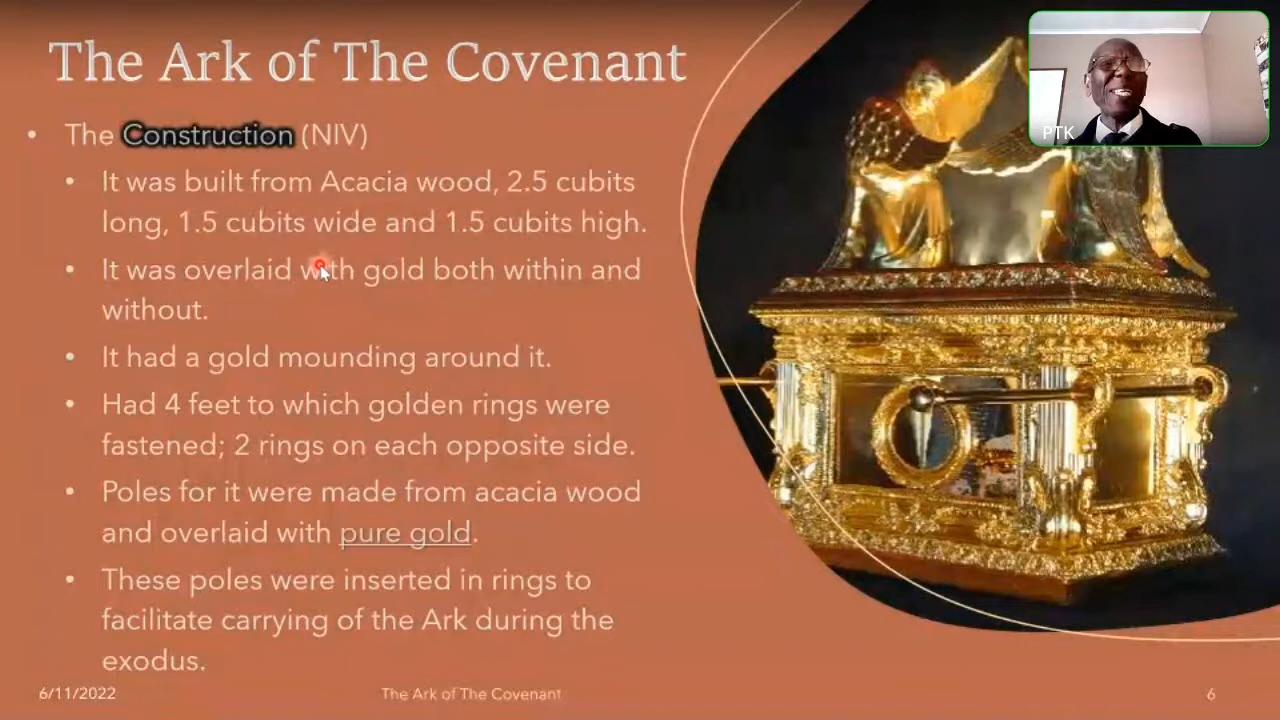 The Ark of The Covenant
PTK
• The Construction (NIV)
• It was built from Acacia wood, 2.5 cubits
long, 1.5 cubits wide and 1.5 cubits high.
• It was overlaid with gold both within and
without.
• It had a gold mounding around it.
• Had 4 feet to which golden rings were
fastened; 2 rings on each opposite side.
• Poles for it were made from acacia wood
and overlaid with pure gold.
• These poles were inserted in rings to
facilitate carrying of the Ark during the
exodus.
6/11/2022
The Ark of The Covenant
6